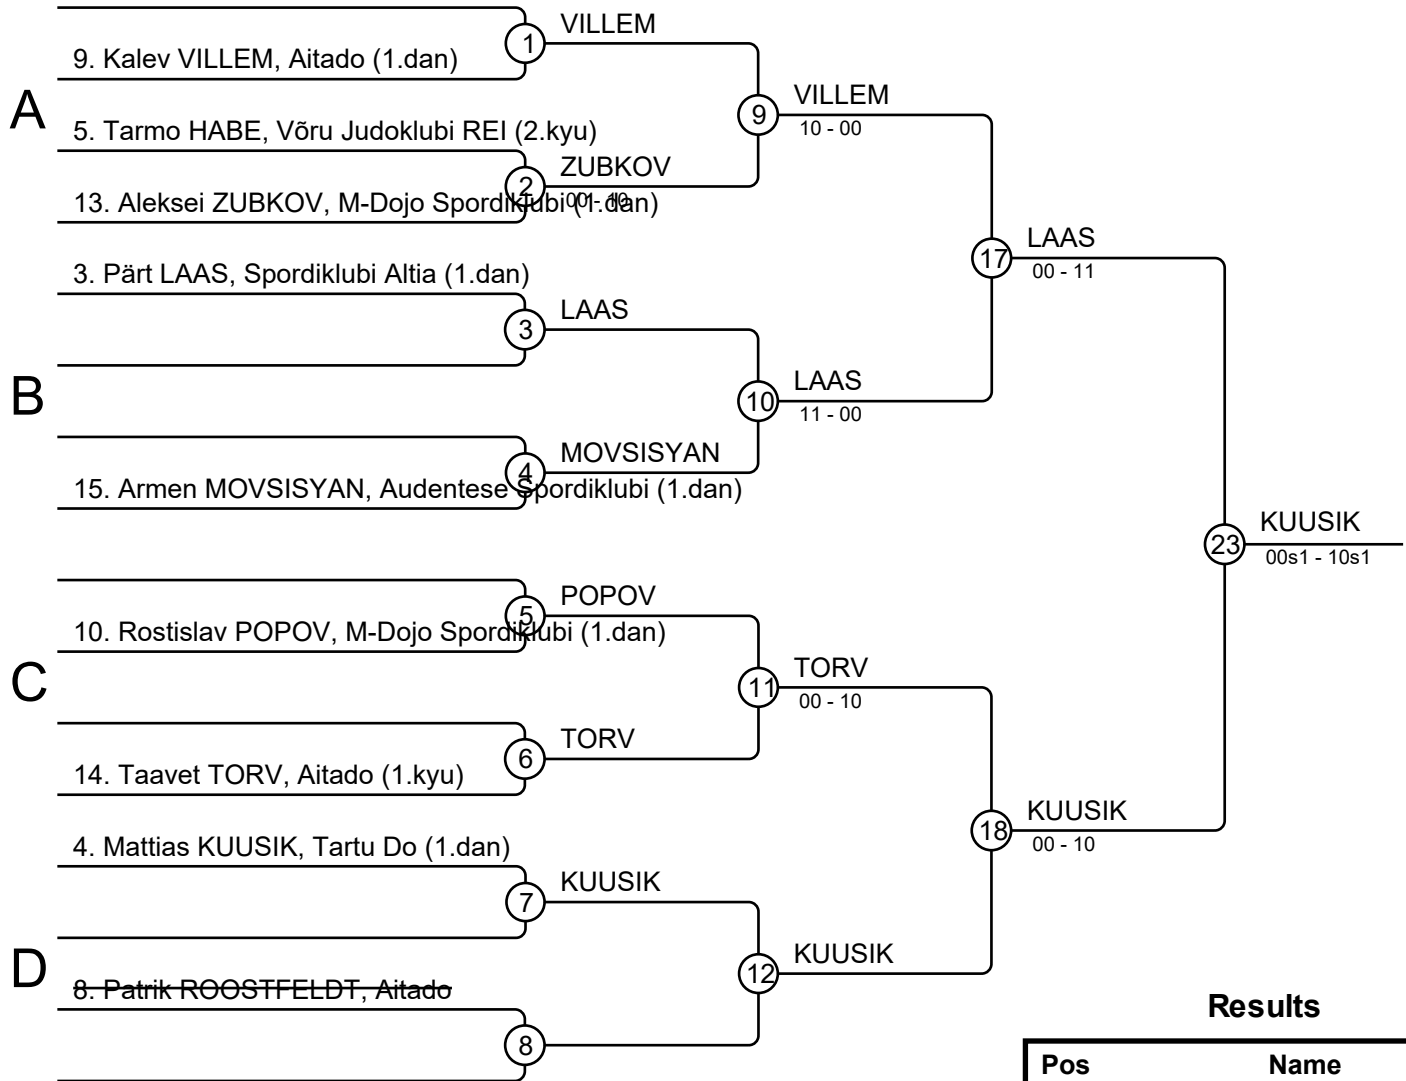 VILLEM
1
9. Kalev VILLEM, Aitado (1.dan)
A
VILLEM
9
10 - 00
5. Tarmo HABE, Võru Judoklubi REI (2.kyu)
ZUBKOV
2
00 - 10
13. Aleksei ZUBKOV, M-Dojo Spordiklubi (1.dan)
LAAS
17
00 - 11
3. Pärt LAAS, Spordiklubi Altia (1.dan)
LAAS
3
B
LAAS
10
11 - 00
MOVSISYAN
4
15. Armen MOVSISYAN, Audentese Spordiklubi (1.dan)
KUUSIK
23
00s1 - 10s1
POPOV
5
10. Rostislav POPOV, M-Dojo Spordiklubi (1.dan)
C
TORV
11
00 - 10
TORV
6
14. Taavet TORV, Aitado (1.kyu)
KUUSIK
18
00 - 10
4. Mattias KUUSIK, Tartu Do (1.dan)
KUUSIK
7
D
KUUSIK
12
8. Patrik ROOSTFELDT, Aitado
8
Results
Pos Name